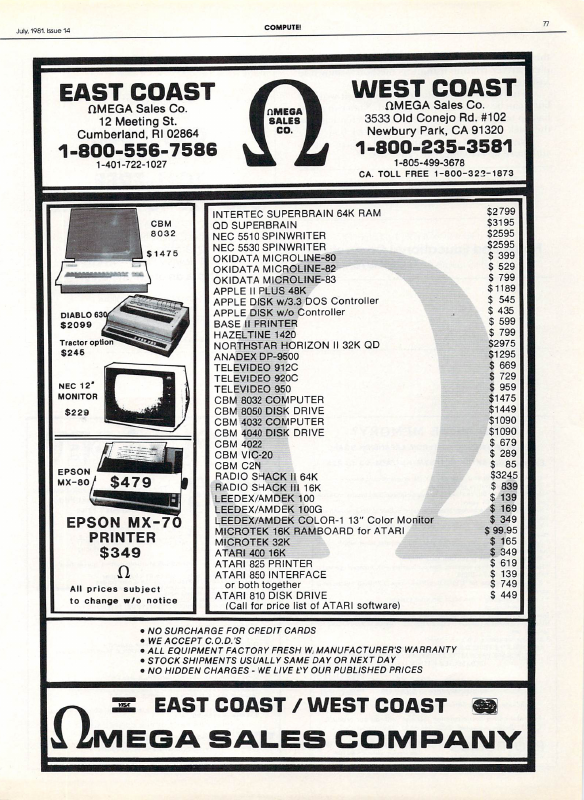 July, 1981. Issue 14
COMPUTE!
77
EAST COAST
ΩMEGA Sales Co.
12 Meeting St.
Cumberland, RI 02864
1-800-556-7586
1-401-722-1027
ΩMEGA
SALES
CO.
WEST COAST
ΩMEGA Sales Co.
3533 Old Conejo Rd. #102
Newbury Park, CA 91320
1-800-235-3581
1-805-499-3678
CA. TOLL FREE 1-800-322-1873
CBM
8032
$1475
DIABLO 630
$2099
Tractor option
$245
NEC 12"
MONITOR
$229
EPSON
MX-80
$479
EPSON MX-70
PRINTER
$349
Ω
All prices subject
to change w/o notice
INTERTEC SUPERBRAIN 64K RAM $2799
QD SUPERBRAIN $3195
NEC 5510 SPINWRITER $2595
NEC 5530 SPINWRITER $2595
OKIDATA MICROLINE-80 $ 399
OKIDATA MICROLINE-82 $ 529
OKIDATA MICROLINE-83 $ 799
APPLE II PLUS 48K $1189
APPLE DISK w/3.3 DOS Controller $ 545
APPLE DISK w/o Controller $ 435
BASE II PRINTER $ 599
HAZELTINE 1420 $ 799
NORTHSTAR HORIZON II 32K QD $2975
ANADEX DP-9500 $1295
TELEVIDEO 912C $ 669
TELEVIDEO 920C $ 729
TELEVIDEO 950 $ 959
CBM 8032 COMPUTER $1475
CBM 8050 DISK DRIVE $1449
CBM 4032 COMPUTER $1090
CBM 4040 DISK DRIVE $1090
CBM 4022 $ 679
CBM VIC-20 $ 289
CBM C2N $ 85
RADIO SHACK II 64K $3245
RADIO SHACK III 16K $ 839
LEEDEX/AMDEK 100 $ 139
LEEDEX/AMDEK 100G $ 169
LEEDEX/AMDEK COLOR-1 13" Color Monitor $ 349
MICROTEK 16K RAMBOARD for ATARI $ 99.95
MICROTEK 32K $ 165
ATARI 400 16K $ 349
ATARI 825 PRINTER $ 619
ATARI 850 INTERFACE $ 139
or both together $ 749
ATARI 810 DISK DRIVE $ 449
(Call for price list of ATARI software)
• NO SURCHARGE FOR CREDIT CARDS
• WE ACCEPT C.O.D.'S
• ALL EQUIPMENT FACTORY FRESH W, MANUFACTURER'S WARRANTY
• STOCK SHIPMENTS USUALLY SAME DAY OR NEXT DAY
• NO HIDDEN CHARGES - WE LIVE BY OUR PUBLISHED PRICES
VISA
EAST COAST / WEST COAST
ΩMEGA SALES COMPANY